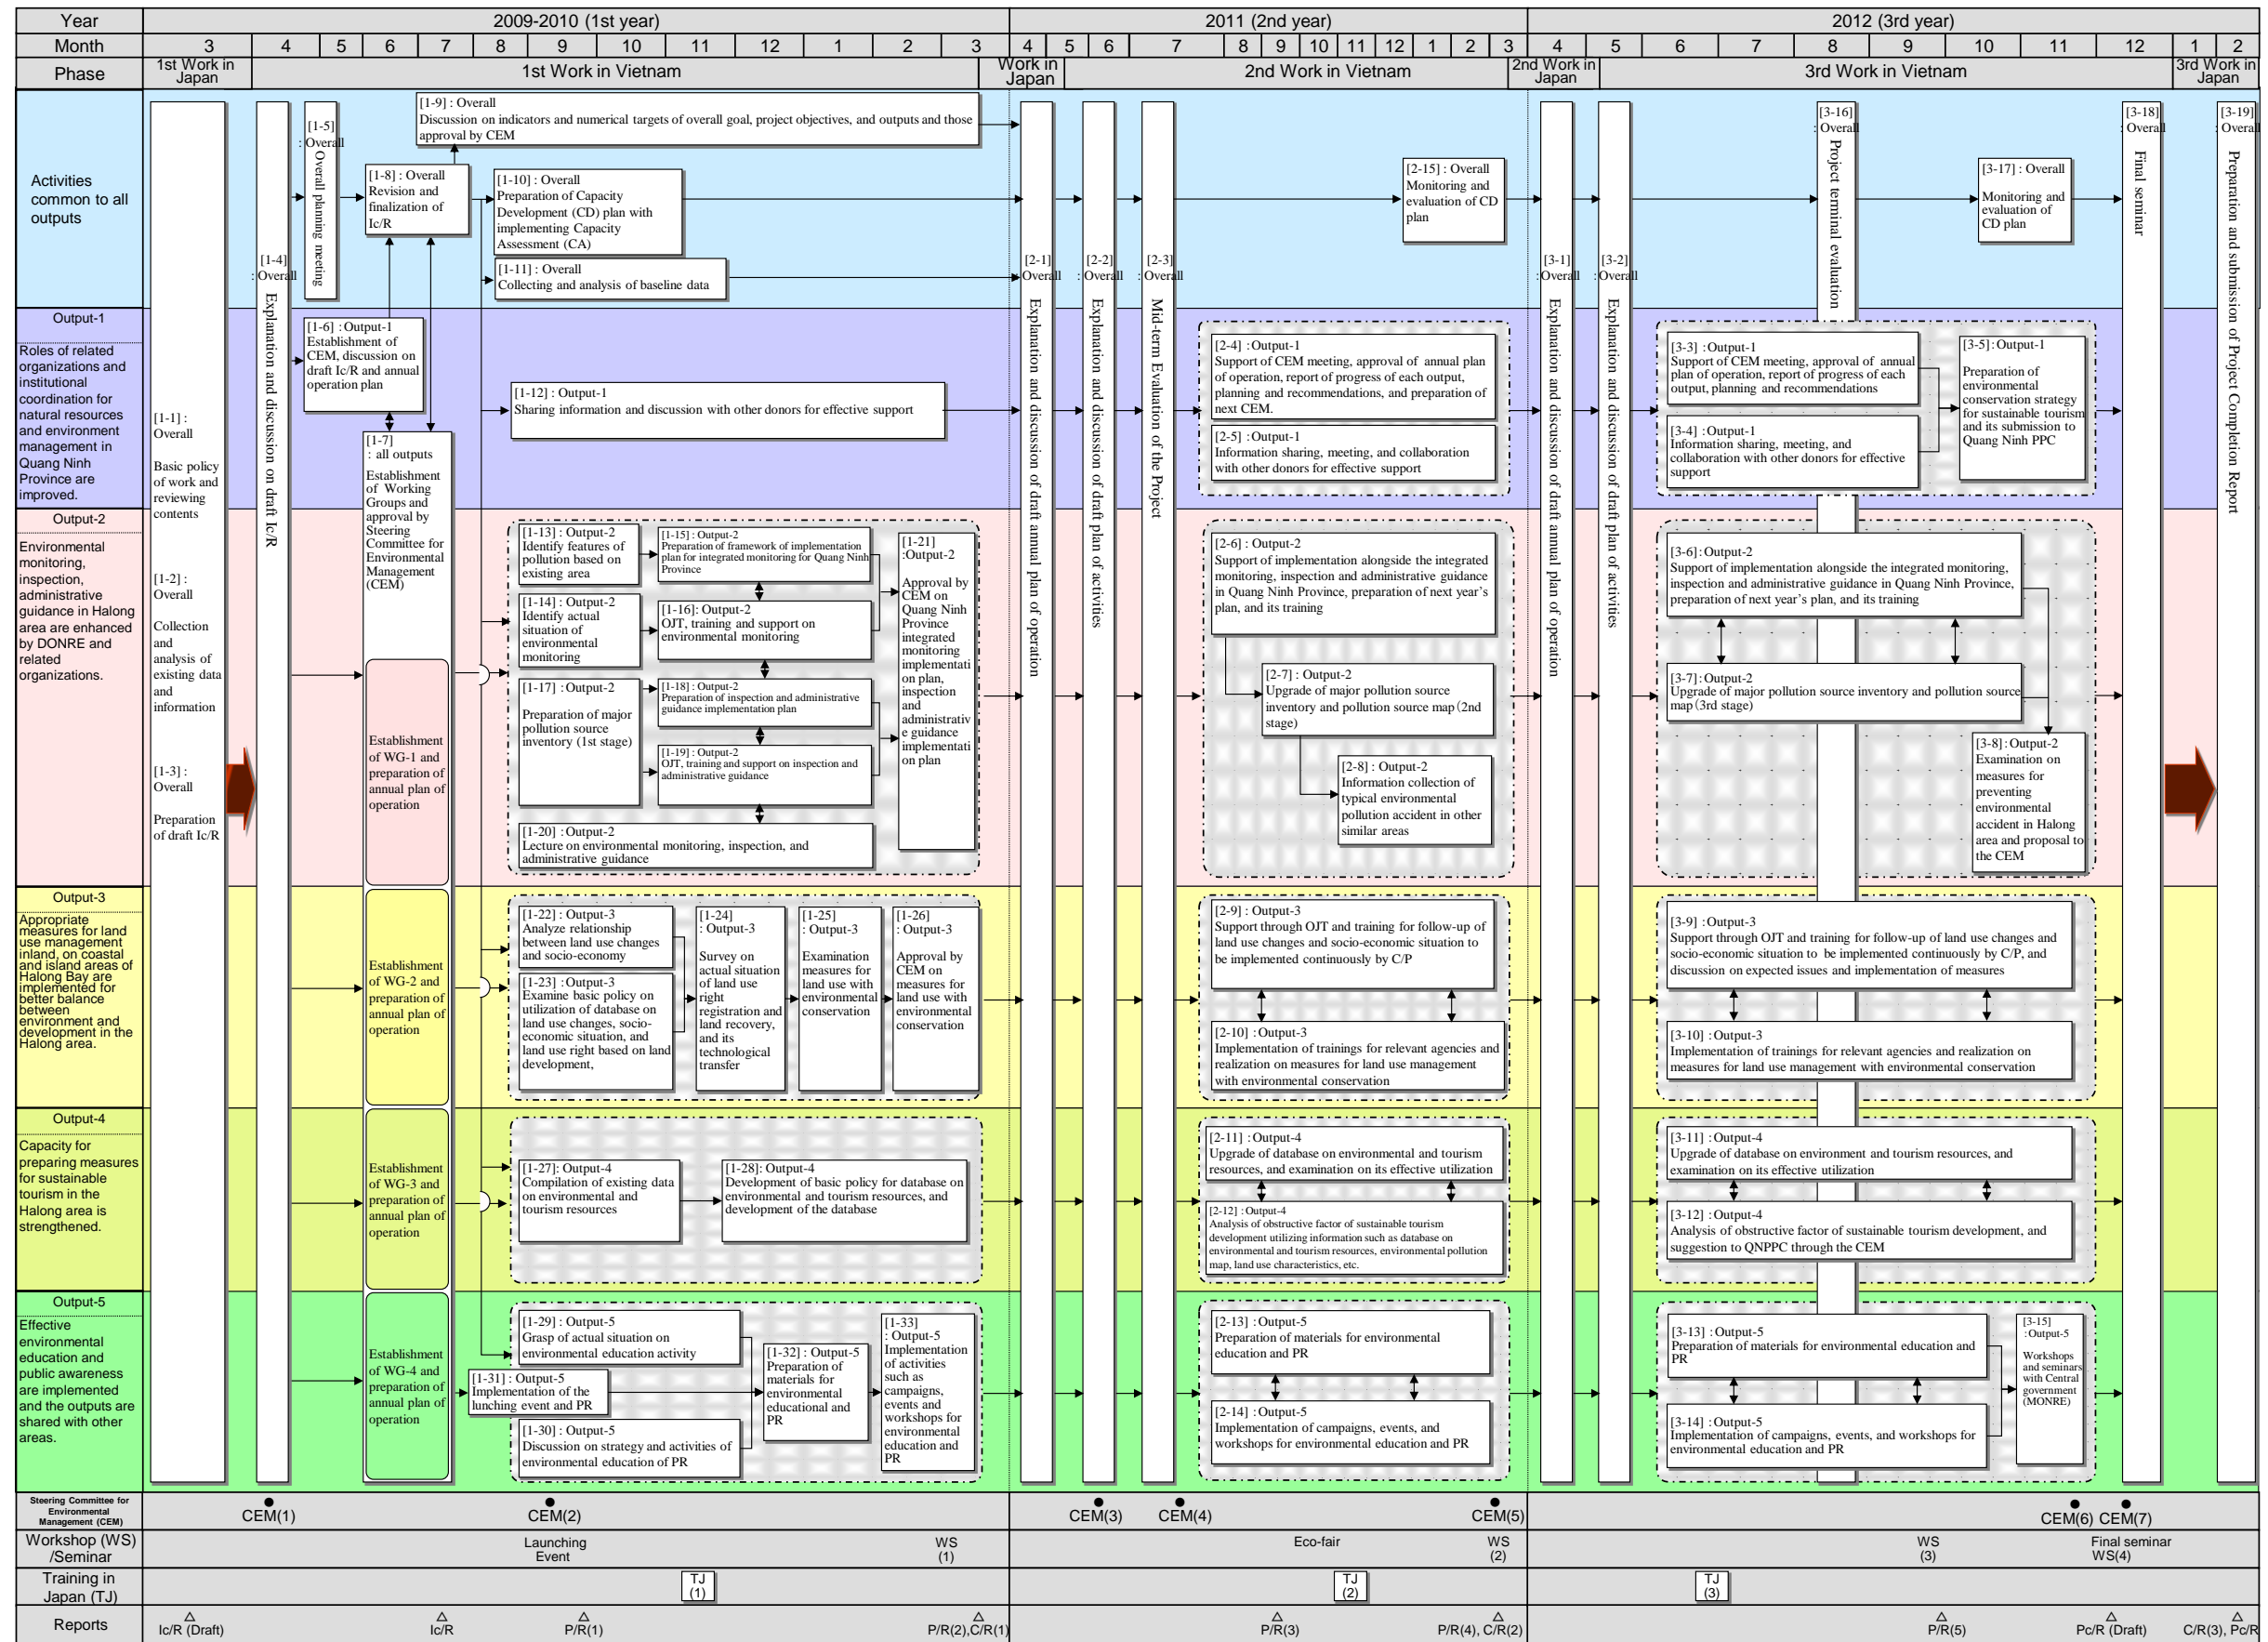 Year
2009-2010 (1st year)
2011 (2nd year)
2012 (3rd year)
Month
3
4
5
6
7
8
9
10
11
12
1
2
3
4
5
6
7
8
9
10
11
12
1
2
3
4
5
6
7
8
9
10
11
12
1
2
Phase
1st Work in
Japan
1st Work in Vietnam
Work in
Japan
2nd Work in Vietnam
2nd Work in
Japan
3rd Work in Vietnam
3rd Work in
Japan
Activities
common to all
outputs
[1-1] :
Overall
Basic policy
of work and
reviewing
contents
[1-2] :
Overall
Collection
and
analysis of
existing data
and
information
[1-3] :
Overall
Preparation
of draft Ic/R
[1-4]
: Overall
Explanation and discussion on draft Ic/R
[1-5]
: Overall
Overall planning meeting
[1-8] : Overall
Revision and
finalization of
Ic/R
[1-9] : Overall
Discussion on indicators and numerical targets of overall goal, project objectives, and outputs and those
approval by CEM
[1-10] : Overall
Preparation of Capacity
Development (CD) plan with
implementing Capacity
Assessment (CA)
[1-11] : Overall
Collecting and analysis of baseline data
[2-1]
: Overall
Explanation and discussion of draft annual plan of operation
[2-2]
: Overall
Explanation and discussion of draft plan of activities
[2-3]
: Overall
Mid-term Evaluation of the Project
[2-15] : Overall
Monitoring and
evaluation of CD
plan
[3-1]
: Overall
Explanation and discussion of draft annual plan of operation
[3-2]
: Overall
Explanation and discussion of draft plan of activities
[3-16]
: Overall
Project terminal evaluation
[3-17] : Overall
Monitoring and
evaluation of
CD plan
[3-18]
: Overall
Final seminar
[3-19]
: Overall
Preparation and submission of Project Completion Report
Output-1
Roles of related
organizations and
institutional
coordination for
natural resources
and environment
management in
Quang Ninh
Province are
improved.
[1-6] : Output-1
Establishment of
CEM, discussion on
draft Ic/R and annual
operation plan
[1-7]
: all outputs
Establishment
of Working
Groups and
approval by
Steering
Committee for
Environmental
Management
(CEM)
[1-12] : Output-1
Sharing information and discussion with other donors for effective support
[2-4] : Output-1
Support of CEM meeting, approval of annual plan
of operation, report of progress of each output,
planning and recommendations, and preparation of
next CEM.
[2-5] : Output-1
Information sharing, meeting, and collaboration
with other donors for effective support
[3-3] : Output-1
Support of CEM meeting, approval of annual
plan of operation, report of progress of each
output, planning and recommendations
[3-4] : Output-1
Information sharing, meeting, and
collaboration with other donors for effective
support
[3-5] : Output-1
Preparation of
environmental
conservation strategy
for sustainable tourism
and its submission to
Quang Ninh PPC
Output-2
Environmental
monitoring,
inspection,
administrative
guidance in Halong
area are enhanced
by DONRE and
related
organizations.
Establishment
of WG-1 and
preparation of
annual plan of
operation
[1-13] : Output-2
Identify features of
pollution based on
existing area
[1-14] : Output-2
Identify actual
situation of
environmental
monitoring
[1-15] : Output-2
Preparation of framework of implementation
plan for integrated monitoring for Quang Ninh
Province
[1-16]: Output-2
OJT, training and support on
environmental monitoring
[1-17] : Output-2
Preparation of major
pollution source
inventory (1st stage)
[1-18] : Output-2
Preparation of inspection and administrative
guidance implementation plan
[1-19] : Output-2
OJT, training and support on inspection and
administrative guidance
[1-20] : Output-2
Lecture on environmental monitoring, inspection, and
administrative guidance
[1-21]
:Output-2
Approval by
CEM on
Quang Ninh
Province
integrated
monitoring
implementati
on plan,
inspection
and
administrativ
e guidance
implementati
on plan
[2-6] : Output-2
Support of implementation alongside the integrated
monitoring, inspection and administrative guidance
in Quang Ninh Province, preparation of next year's
plan, and its training
[2-7] : Output-2
Upgrade of major pollution source
inventory and pollution source map (2nd
stage)
[2-8] : Output-2
Information collection of
typical environmental
pollution accident in other
similar areas
[3-6] : Output-2
Support of implementation alongside the integrated monitoring,
inspection and administrative guidance in Quang Ninh Province,
preparation of next year's plan, and its training
[3-7] : Output-2
Upgrade of major pollution source inventory and pollution source
map (3rd stage)
[3-8] : Output-2
Examination on
measures for
preventing
environmental
accident in Halong
area and proposal to
the CEM
Output-3
Appropriate
measures for land
use management
inland, on coastal
and island areas of
Halong Bay are
implemented for
better balance
between
environment and
development in the
Halong area.
Establishment
of WG-2 and
preparation of
annual plan of
operation
[1-22] : Output-3
Analyze relationship
between land use changes
and socio-economy
[1-23] : Output-3
Examine basic policy on
utilization of database on
land use changes, socio-
economic situation, and
land use right based on land
development,
[1-24]
: Output-3
Survey on
actual situation
of land use
right
registration and
land recovery,
and its
technological
transfer
[1-25]
: Output-3
Examination
measures for
land use with
environmental
conservation
[1-26]
: Output-3
Approval by
CEM on
measures for
land use with
environmental
conservation
[2-9] : Output-3
Support through OJT and training for follow-up of
land use changes and socio-economic situation to
be implemented continuously by C/P
[2-10] : Output-3
Implementation of trainings for relevant agencies and
realization on measures for land use management
with environmental conservation
[3-9] : Output-3
Support through OJT and training for follow-up of land use changes and
socio-economic situation to be implemented continuously by C/P, and
discussion on expected issues and implementation of measures
[3-10] : Output-3
Implementation of trainings for relevant agencies and realization on
measures for land use management with environmental conservation
Output-4
Capacity for
preparing measures
for sustainable
tourism in the
Halong area is
strengthened.
Establishment
of WG-3 and
preparation of
annual plan of
operation
[1-27]: Output-4
Compilation of existing data
on environmental and
tourism resources
[1-28]: Output-4
Development of basic policy for database on
environmental and tourism resources, and
development of the database
[2-11] : Output-4
Upgrade of database on environmental and tourism
resources, and examination on its effective utilization
[2-12] : Output-4
Analysis of obstructive factor of sustainable tourism
development utilizing information such as database on
environmental and tourism resources, environmental pollution
map, land use characteristics, etc.
[3-11] : Output-4
Upgrade of database on environment and tourism resources, and
examination on its effective utilization
[3-12] : Output-4
Analysis of obstructive factor of sustainable tourism development, and
suggestion to QNPPC through the CEM
Output-5
Effective
environmental
education and
public awareness
are implemented
and the outputs are
shared with other
areas.
Establishment
of WG-4 and
preparation of
annual plan of
operation
[1-29] : Output-5
Grasp of actual situation on
environmental education activity
[1-31] : Output-5
Implementation of the
lunching event and PR
[1-30] : Output-5
Discussion on strategy and activities of
environmental education of PR
[1-32] : Output-5
Preparation of
materials for
environmental
educational and
PR
[1-33]
: Output-5
Implementation
of activities
such as
campaigns,
events and
workshops for
environmental
education and
PR
[2-13] : Output-5
Preparation of materials for environmental
education and PR
[2-14] : Output-5
Implementation of campaigns, events, and
workshops for environmental education and PR
[3-13] : Output-5
Preparation of materials for environmental education and
PR
[3-14] : Output-5
Implementation of campaigns, events, and workshops for
environmental education and PR
[3-15]
: Output-5
Workshops
and seminars
with Central
government
(MONRE)
Steering Committee for
Environmental
Management (CEM)
CEM(1)
CEM(2)
CEM(3)
CEM(4)
CEM(5)
CEM(6) CEM(7)
Workshop (WS)
/Seminar
Launching
Event
WS
(1)
Eco-fair
WS
(2)
WS
(3)
Final seminar
WS(4)
Training in
Japan (TJ)
TJ
(1)
TJ
(2)
TJ
(3)
Reports
Ic/R (Draft)
Ic/R
P/R(1)
P/R(2),C/R(1)
P/R(3)
P/R(4), C/R(2)
P/R(5)
Pc/R (Draft)
C/R(3), Pc/R